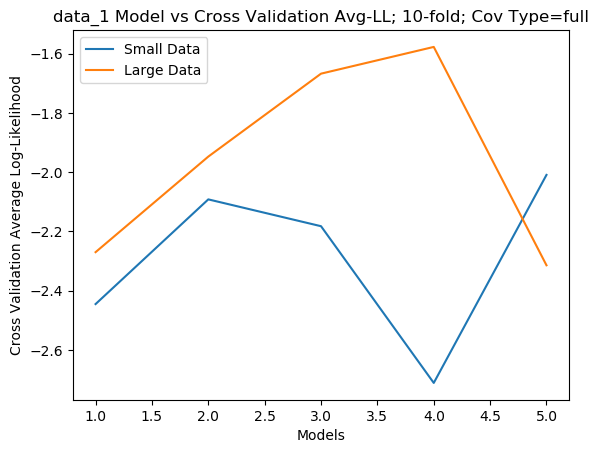 data_1 Model vs Cross Validation Avg-LL; 10-fold; Cov Type=full
Small Data
Large Data
Cross Validation Average Log-Likelihood
−1.6
−1.8
−2.0
−2.2
−2.4
−2.6
1.0 1.5 2.0 2.5 3.0 3.5 4.0 4.5 5.0
Models